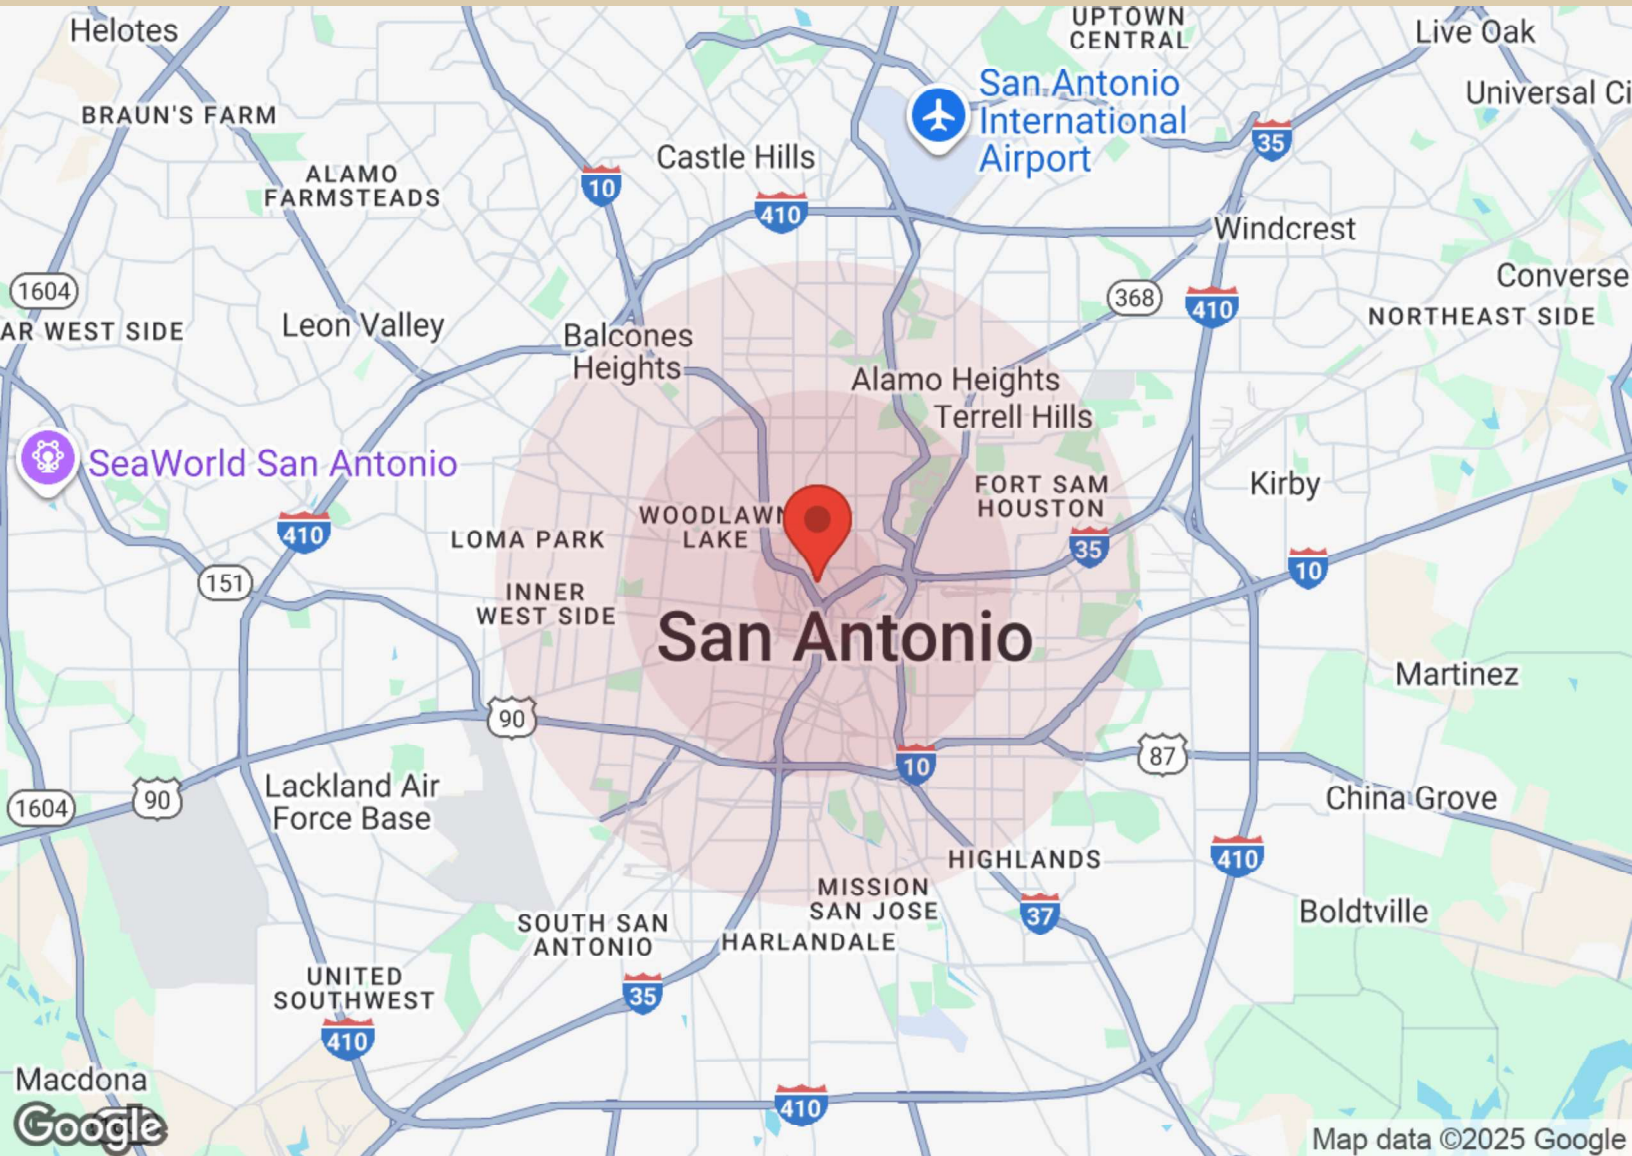 Helotes
UPTOWN
CENTRAL
Live Oak
San Antonio
International
Airport
Universal Ci
BRAUN'S FARM
35
Castle Hills
ALAMO
FARMSTEADS
10
410
Windcrest
1604
368
Converse
410
NORTHEAST SIDE
AR WEST SIDE
Leon Valley
Balcones
Heights
Alamo Heights
Terrell Hills
SeaWorld San Antonio
FORT SAM
HOUSTON
Kirby
WOODLAWN
LAKE
410
LOMA PARK
35
10
151
INNER
WEST SIDE
San Antonio
Martinez
90
87
10
90
Lackland Air
Force Base
1604
China Grove
410
HIGHLANDS
MISSION
SAN JOSE
37
Boldtville
SOUTH SAN
ANTONIO
HARLANDALE
UNITED
SOUTHWEST
35
410
Macdona
410
Google
Map data ©2025 Google